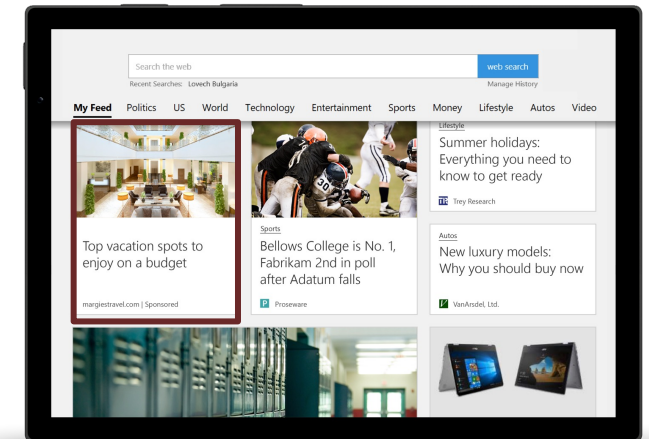 Search the web
web search
Recent Searches: Lovech Bulgaria
Manage History
My Feed Politics US World Technology Entertainment Sports Money Lifestyle Autos Video
Top vacation spots to
enjoy on a budget
margiestravel.com | Sponsored
30
Sports
Bellows College is No. 1,
Fabrikam 2nd in poll
after Adatum falls
P Proseware
Lifestyle
Summer holidays:
Everything you need to
know to get ready
TR Trey Research
Autos
New luxury models:
Why you should buy now
V VanArsdel, Ltd.